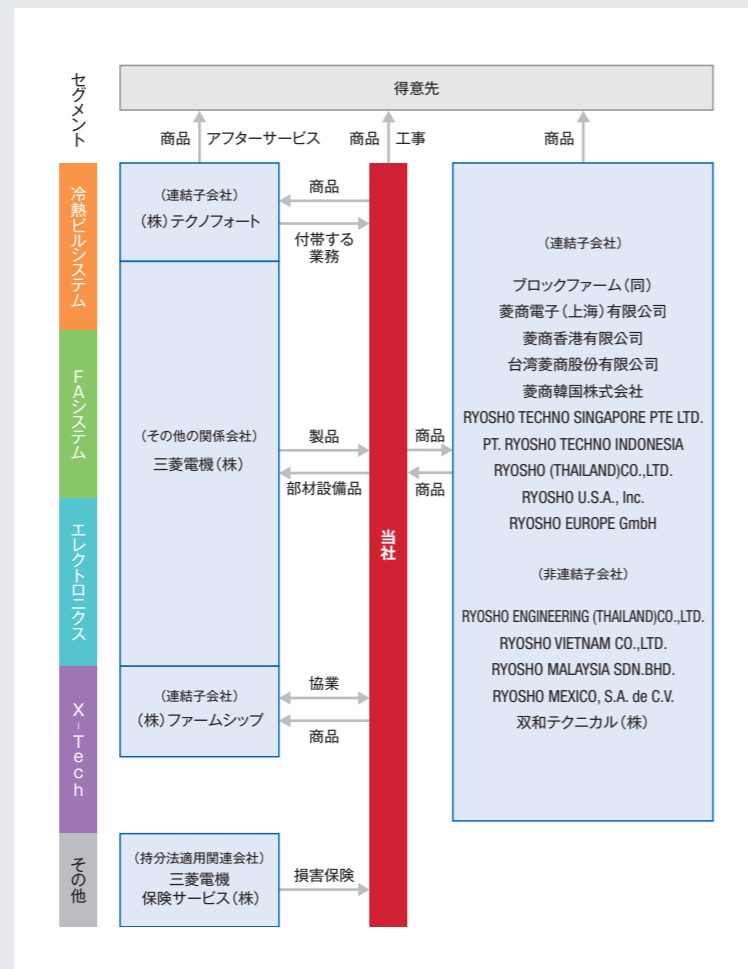 セグメント
得意先
商品
アフターサービス
商品
工事
商品
冷熱ビルシステム
FAシステム
エレクトロニクス
X-Tech
その他
(連結子会社)
(株)テクノフォート
商品
付帯する
業務
(その他の関係会社)
三菱電機(株)
製品
部材設備品
(連結子会社)
(株)ファームシップ
協業
商品
(持分法適用関連会社)
三菱電機
保険サービス(株)
損害保険
当社
商品
商品
(連結子会社)
ブロックファーム(同)
菱商電子(上海)有限公司
菱商香港有限公司
台湾菱商股份有限公司
菱商韓国株式会社
RYOSHO TECHNO SINGAPORE PTE LTD.
PT. RYOSHO TECHNO INDONESIA
RYOSHO (THAILAND)CO.,LTD.
RYOSHO U.S.A., Inc.
RYOSHO EUROPE GmbH
(非連結子会社)
RYOSHO ENGINEERING (THAILAND)CO.,LTD.
RYOSHO VIETNAM CO.,LTD.
RYOSHO MALAYSIA SDN.BHD.
RYOSHO MEXICO, S.A. de C.V.
双和テクニカル(株)